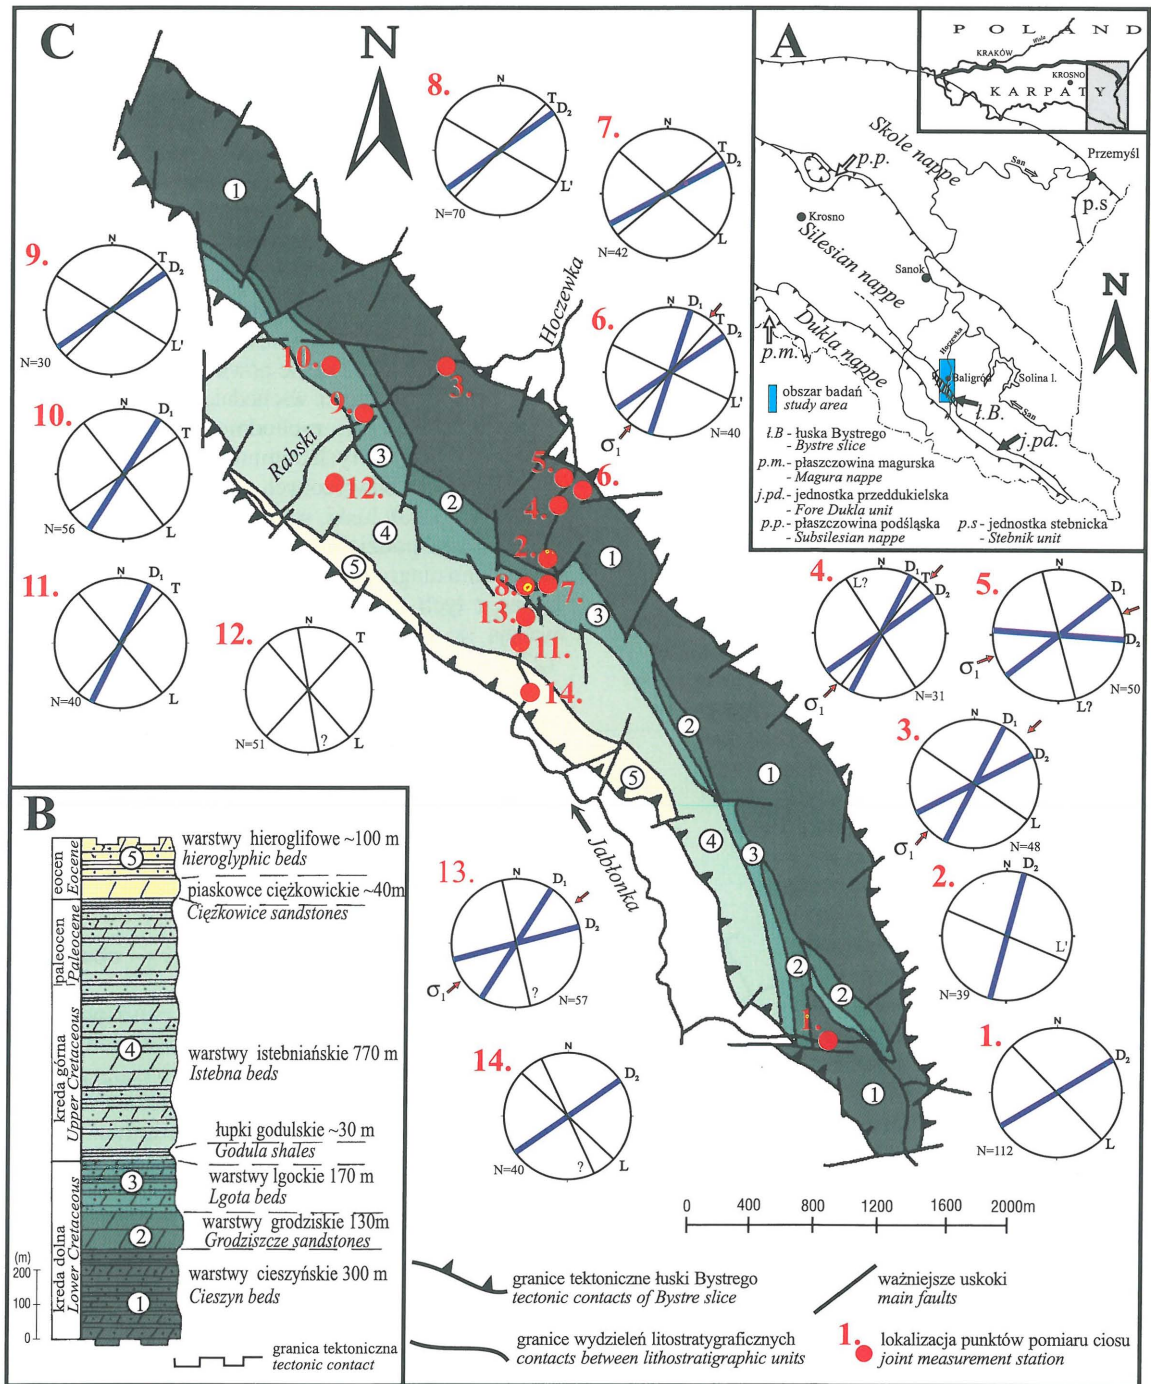 C
N
A
POLAND
Wisła
KRAKÓW
KROSNO
KARPATY
Skole nappe
San
Przemyśl
p.p.
p.s
Krosno
Silesian nappe
Sanok
N
Dukla nappe
p.m.
Hoczewka
Baligród
Solina l.
San
ł.B.
j.pd.
obszar badań
study area
ł.B - łuska Bystrego
- Bystre slice
p.m. - płaszczowina magurska
- Magura nappe
j.pd. - jednostka przeddukielska
- Fore Dukla unit
p.p. - płaszczowina podśląska
- Subsilesian nappe
p.s - jednostka stebnicka
- Stebnik unit
8.
N
T
D2
L'
N=70
7.
N
T
D2
L
N=42
6.
N
D1
T
D2
L'
σ1
N=40
9.
N
T
D2
L'
N=30
10.
N
D1
T
L
N=56
11.
N
D1
T
L
N=40
12.
N
T
L
?
N=51
4.
N
L?
D1
T
D2
L
σ1
N=31
5.
N
D1
D2
L?
σ1
N=50
3.
N
D1
D2
L
σ1
N=48
2.
N
D2
L'
N=39
1.
N
D2
L
N=112
13.
N
D1
D2
?
σ1
N=57
14.
N
D2
L
?
N=40
Hoczewka
Rabski
Jabłonka
1
10.
3.
9.
3
12.
2
5.
6.
4.
4
1
2.
5
8.
7.
3
13.
11.
14.
2
1
5
4
3
2
2
1.
1
B
eocen
Eocene
paleocen
Paleocene
kreda górna
Upper Cretaceous
kreda dolna
Lower Cretaceous
5
warstwy hieroglifowe ~100 m
hieroglyphic beds
piaskowce ciężkowickie ~40m
Ciężkowice sandstones
4
warstwy istebniańskie 770 m
Istebna beds
łupki godulskie ~30 m
Godula shales
3
warstwy lgockie 170 m
Lgota beds
2
warstwy grodziskie 130m
Grodziszcze sandstones
1
warstwy cieszyńskie 300 m
Cieszyn beds
(m)
200
100
0
granica tektoniczna
tectonic contact
0 400 800 1200 1600 2000m
granice tektoniczne łuski Bystrego
tectonic contacts of Bystre slice
ważniejsze uskoki
main faults
granice wydzieleń litostratygraficznych
contacts between lithostratigraphic units
1.
lokalizacja punktów pomiaru ciosu
joint measurement station